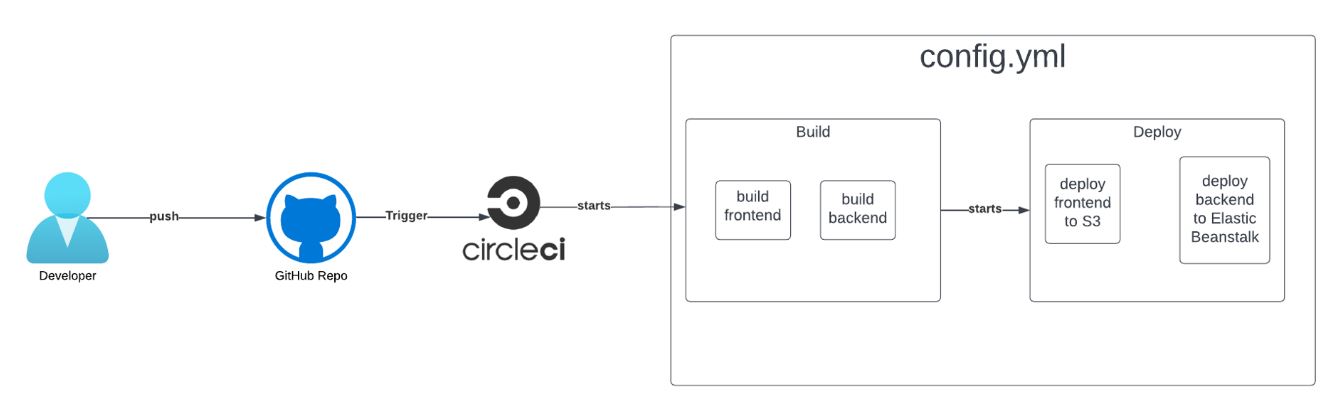 config.yml
Build
Deploy
build
frontend
build
backend
deploy
frontend
to S3
deploy
backend
to Elastic
Beanstalk
push
Trigger
starts
starts
circleci
Developer
GitHub Repo